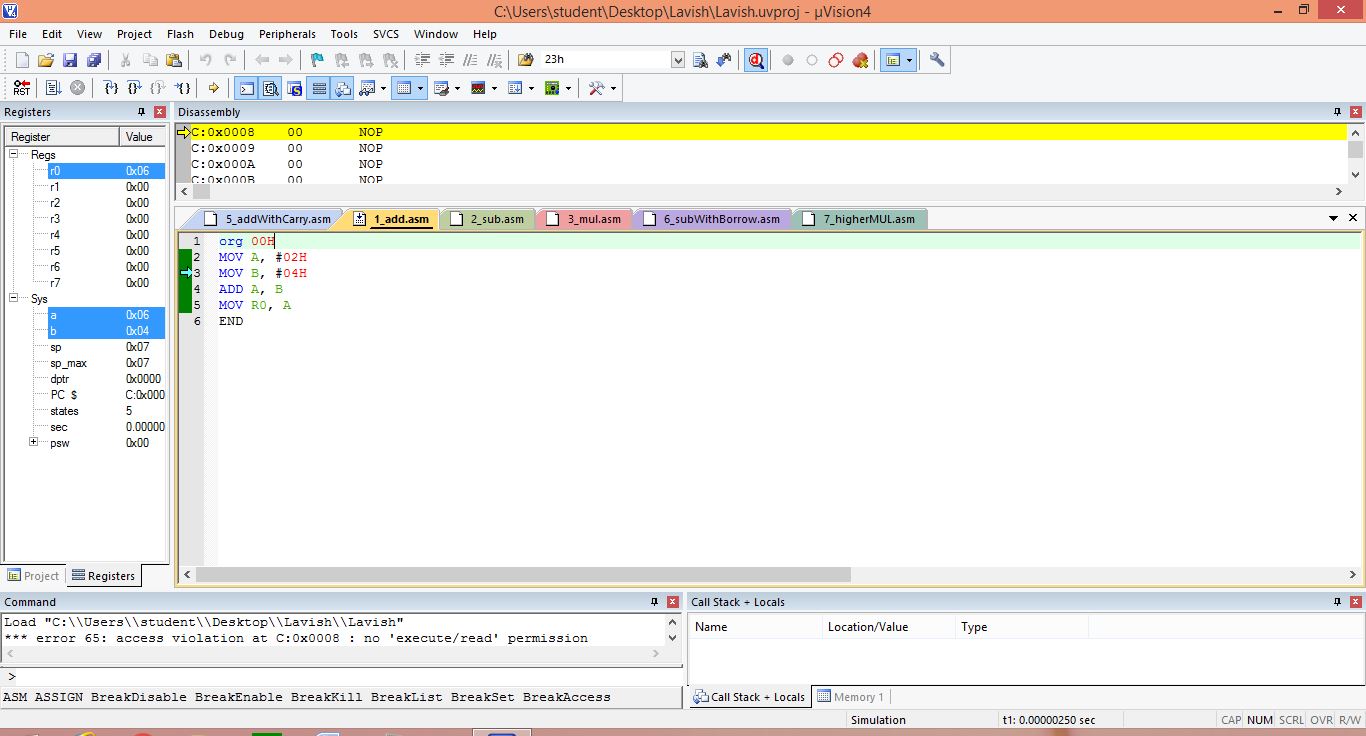 C:\Users\student\Desktop\Lavish\Lavish.uvproj - µVision4
File Edit View Project Flash Debug Peripherals Tools SVCS Window Help
23h
RST
Registers
Register Value
Regs
r0 0x06
r1 0x00
r2 0x00
r3 0x00
r4 0x00
r5 0x00
r6 0x00
r7 0x00
Sys
a 0x06
b 0x04
sp 0x07
sp_max 0x07
dptr 0x0000
PC $ C:0x000
states 5
sec 0.00000
psw 0x00
Project Registers
Disassembly
C:0x0008 00 NOP
C:0x0009 00 NOP
C:0x000A 00 NOP
C:0x000B 00 NOP
5_addWithCarry.asm 1_add.asm 2_sub.asm 3_mul.asm 6_subWithBorrow.asm 7_higherMUL.asm
1 org 00H
2 MOV A, #02H
3 MOV B, #04H
4 ADD A, B
5 MOV R0, A
6 END
Command
Load "C:\\Users\\student\\Desktop\\Lavish\\Lavish"
*** error 65: access violation at C:0x0008 : no 'execute/read' permission
>
ASM ASSIGN BreakDisable BreakEnable BreakKill BreakList BreakSet BreakAccess
Call Stack + Locals
Name Location/Value Type
Call Stack + Locals Memory 1
Simulation t1: 0.00000250 sec CAP NUM SCRL OVR R/W